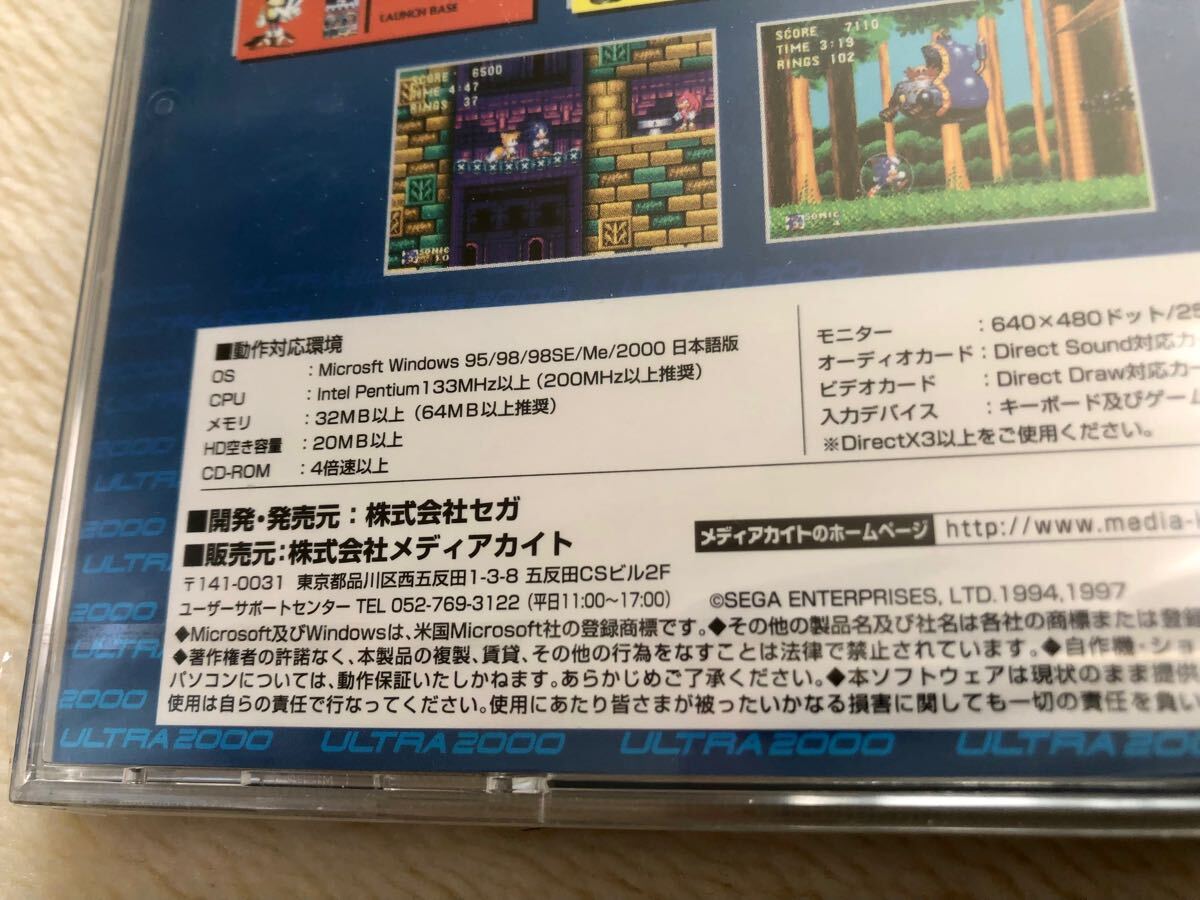 LAUNCH BASE
SCORE 6500
TIME 4:47
RINGS 37
SONIC
SCORE 7110
TIME 3:19
RINGS 102
SONIC
4
■動作対応環境
OS :Microsft Windows 95/98/98SE/Me/2000 日本語版
CPU :Intel Pentium133MHz以上(200MHz以上推奨)
メモリ :32MB以上(64MB以上推奨)
HD空き容量 :20MB以上
CD-ROM :4倍速以上
モニター :640×480ドット/25
オーディオカード:Direct Sound対応カー
ビデオカード :Direct Draw対応カー
入力デバイス :キーボード及びゲーム
※DirectX3以上をご使用ください。
■開発・発売元:株式会社セガ
■販売元:株式会社メディアカイト
メディアカイトのホームページ http://www.media-
〒141-0031 東京都品川区西五反田1-3-8 五反田CSビル2F
ユーザーサポートセンター TEL 052-769-3122(平日11:00~17:00)
©SEGA ENTERPRISES, LTD.1994,1997
◆Microsoft及びWindowsは、米国Microsoft社の登録商標です。◆その他の製品名及び社名は各社の商標または登録
◆著作権者の許諾なく、本製品の複製、賃貸、その他の行為をなすことは法律で禁止されています。◆自作機・ショ
パソコンについては、動作保証いたしかねます。あらかじめご了承ください。◆本ソフトウェアは現状のまま提供
使用は自らの責任で行なってください。使用にあたり皆さまが被ったいかなる損害に関しても一切の責任を負い
2000
ULTRA
2000
ULTRA
2000
ULTRA
2000
ULTRA2000 ULTRA2000 ULTRA2000 ULTRA20